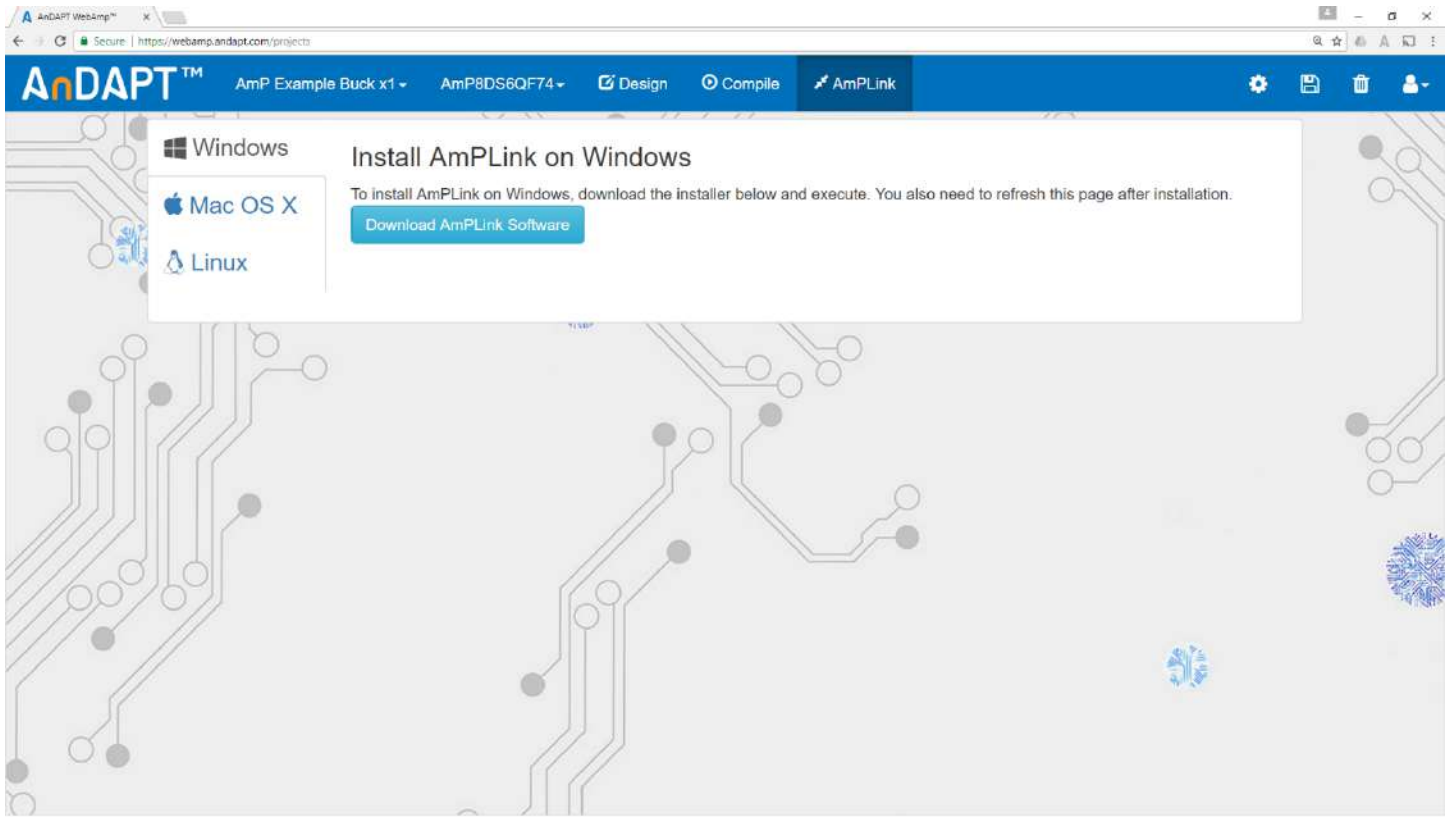 AnDAPT WebAmp™
Secure | https://webamp.andapt.com/projects
AnDAPT™ AmP Example Buck x1 AmP8DS6QF74 Design Compile AmPLink
Windows
Mac OS X
Linux
Install AmPLink on Windows
To install AmPLink on Windows, download the installer below and execute. You also need to refresh this page after installation.
Download AmPLink Software